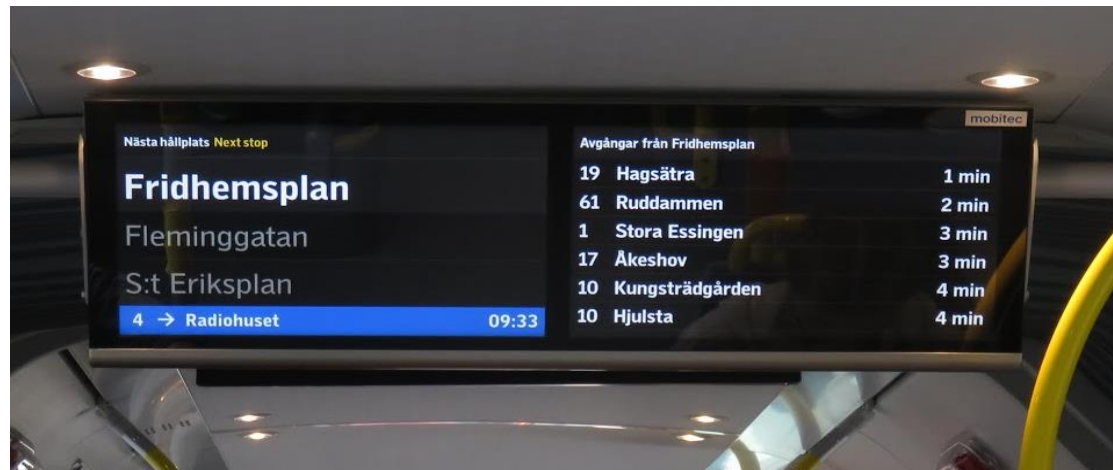 mobitec
Nästa hållplats Next stop
Fridhemsplan
Fleminggatan
S:t Eriksplan
4 → Radiohuset 09:33
Avgångar från Fridhemsplan
19 Hagsätra 1 min
61 Ruddammen 2 min
1 Stora Essingen 3 min
17 Åkeshov 3 min
10 Kungsträdgården 4 min
10 Hjulsta 4 min